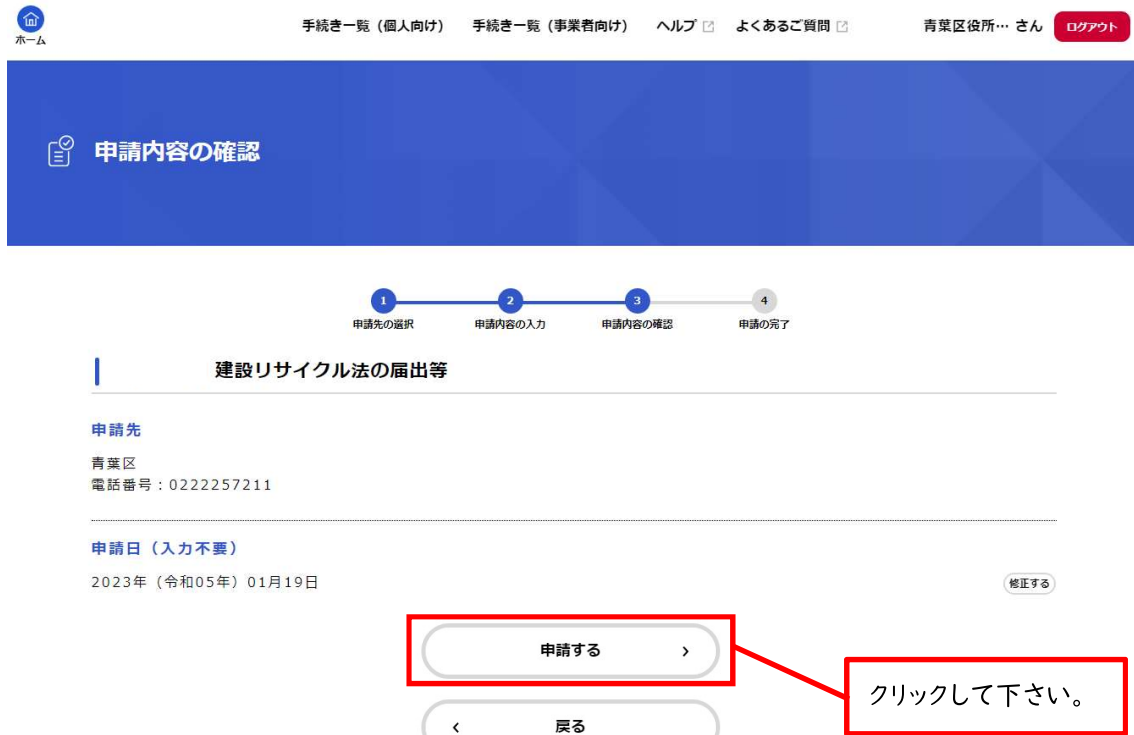 ホーム
手続き一覧（個人向け） 手続き一覧（事業者向け） ヘルプ よくあるご質問 青葉区役所… さん ログアウト
申請内容の確認
1 2 3 4
申請先の選択 申請内容の入力 申請内容の確認 申請の完了
建設リサイクル法の届出等
申請先
青葉区
電話番号：0222257211
申請日（入力不要）
2023年（令和05年）01月19日 修正する
申請する ›
クリックして下さい。
‹ 戻る